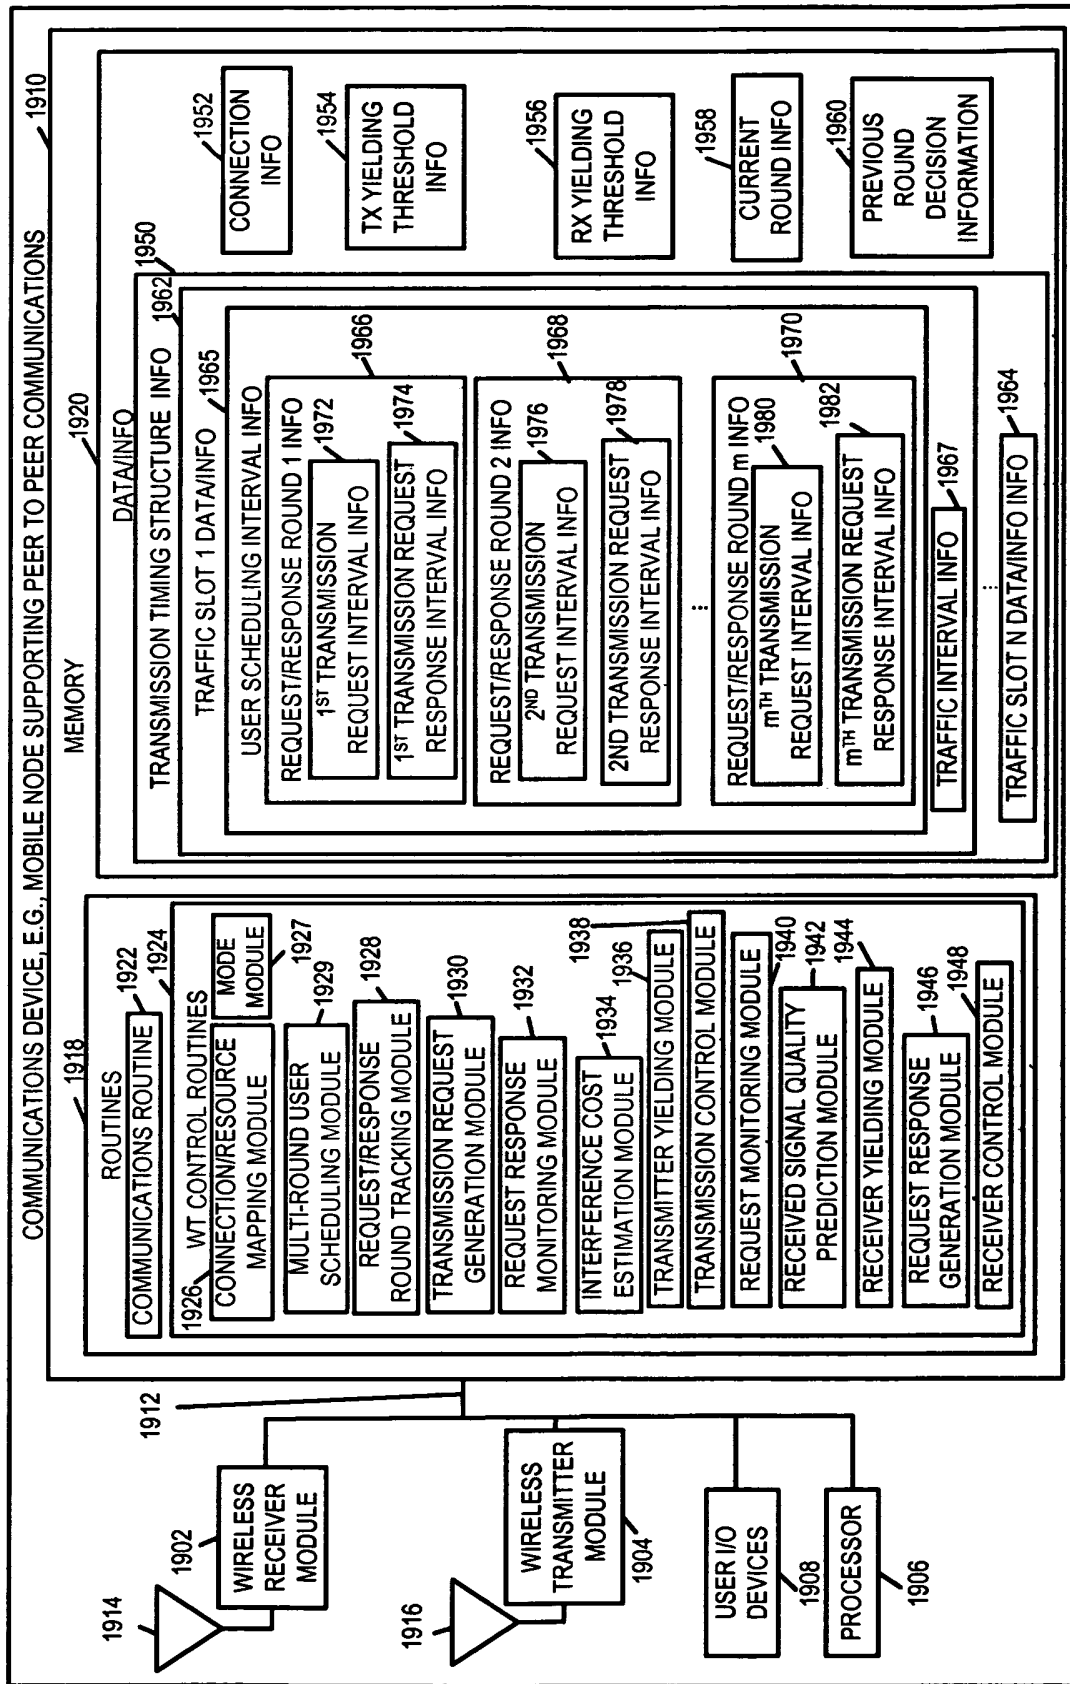 COMMUNICATIONS DEVICE, E.G., MOBILE NODE SUPPORTING PEER TO PEER COMMUNICATIONS
1910
1914
1902
WIRELESS
RECEIVER
MODULE
1916
WIRELESS
TRANSMITTER
MODULE
1904
USER I/O
DEVICES
1908
PROCESSOR
1906
1912
MEMORY
1920
1918
ROUTINES
1922
COMMUNICATIONS ROUTINE
1924
WT CONTROL ROUTINES
1926
CONNECTION/RESOURCE
MAPPING MODULE
MODE
MODULE
1927
MULTI-ROUND USER
SCHEDULING MODULE
1929
REQUEST/RESPONSE
ROUND TRACKING MODULE
1928
TRANSMISSION REQUEST
GENERATION MODULE
1930
REQUEST RESPONSE
MONITORING MODULE
1932
INTERFERENCE COST
ESTIMATION MODULE
1934
TRANSMITTER YIELDING MODULE
1936
TRANSMISSION CONTROL MODULE
1938
REQUEST MONITORING MODULE
1940
RECEIVED SIGNAL QUALITY
PREDICTION MODULE
1942
RECEIVER YIELDING MODULE
1944
REQUEST RESPONSE
GENERATION MODULE
1946
RECEIVER CONTROL MODULE
1948
DATA/INFO
1950
TRANSMISSION TIMING STRUCTURE INFO
1962
TRAFFIC SLOT 1 DATA/INFO
1965
USER SCHEDULING INTERVAL INFO
REQUEST/RESPONSE ROUND 1 INFO
1966
1ST TRANSMISSION
REQUEST INTERVAL INFO
1972
1ST TRANSMISSION REQUEST
RESPONSE INTERVAL INFO
1974
REQUEST/RESPONSE ROUND 2 INFO
1968
2ND TRANSMISSION
REQUEST INTERVAL INFO
1976
2ND TRANSMISSION REQUEST
RESPONSE INTERVAL INFO
1978
...
REQUEST/RESPONSE ROUND m INFO
1970
mTH TRANSMISSION
REQUEST INTERVAL INFO
1980
mTH TRANSMISSION REQUEST
RESPONSE INTERVAL INFO
1982
TRAFFIC INTERVAL INFO
1967
...
TRAFFIC SLOT N DATA/INFO INFO
1964
CONNECTION
INFO
1952
TX YIELDING
THRESHOLD
INFO
1954
RX YIELDING
THRESHOLD
INFO
1956
CURRENT
ROUND INFO
1958
PREVIOUS
ROUND
DECISION
INFORMATION
1960